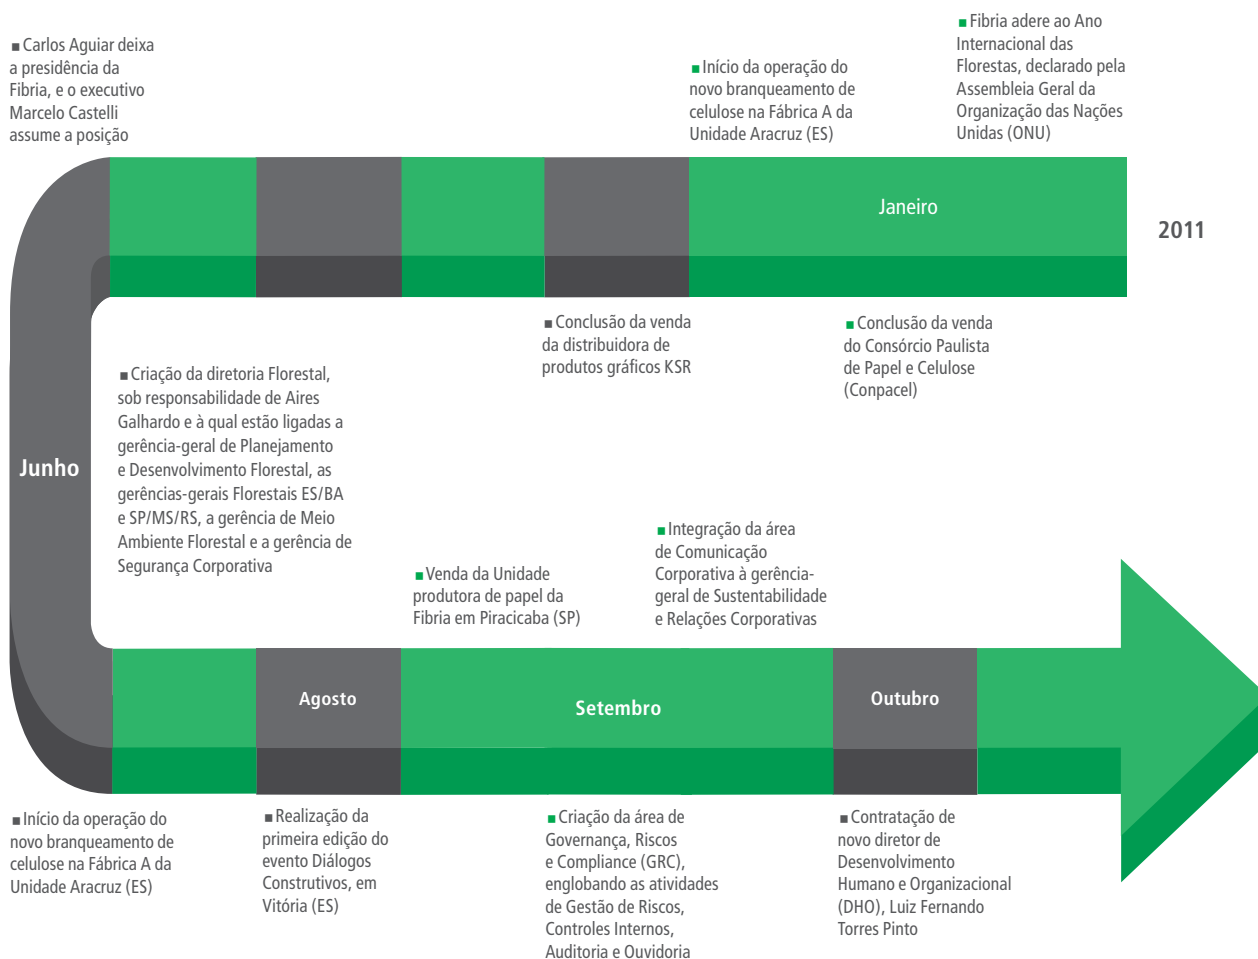 ■ Carlos Aguiar deixa
a presidência da
Fibria, e o executivo
Marcelo Castelli
assume a posição
■ Início da operação do
novo branqueamento de
celulose na Fábrica A da
Unidade Aracruz (ES)
■ Fibria adere ao Ano
Internacional das
Florestas, declarado pela
Assembleia Geral da
Organização das Nações
Unidas (ONU)
Janeiro
2011
■ Conclusão da venda
da distribuidora de
produtos gráficos KSR
■ Conclusão da venda
do Consórcio Paulista
de Papel e Celulose
(Conpacel)
Junho
■ Criação da diretoria Florestal,
sob responsabilidade de Aires
Galhardo e à qual estão ligadas a
gerência-geral de Planejamento
e Desenvolvimento Florestal, as
gerências-gerais Florestais ES/BA
e SP/MS/RS, a gerência de Meio
Ambiente Florestal e a gerência de
Segurança Corporativa
■ Venda da Unidade
produtora de papel da
Fibria em Piracicaba (SP)
■ Integração da área
de Comunicação
Corporativa à gerência-
geral de Sustentabilidade
e Relações Corporativas
Agosto
Setembro
Outubro
■ Início da operação do
novo branqueamento de
celulose na Fábrica A da
Unidade Aracruz (ES)
■ Realização da
primeira edição do
evento Diálogos
Construtivos, em
Vitória (ES)
■ Criação da área de
Governança, Riscos
e Compliance (GRC),
englobando as atividades
de Gestão de Riscos,
Controles Internos,
Auditoria e Ouvidoria
■ Contratação de
novo diretor de
Desenvolvimento
Humano e Organizacional
(DHO), Luiz Fernando
Torres Pinto